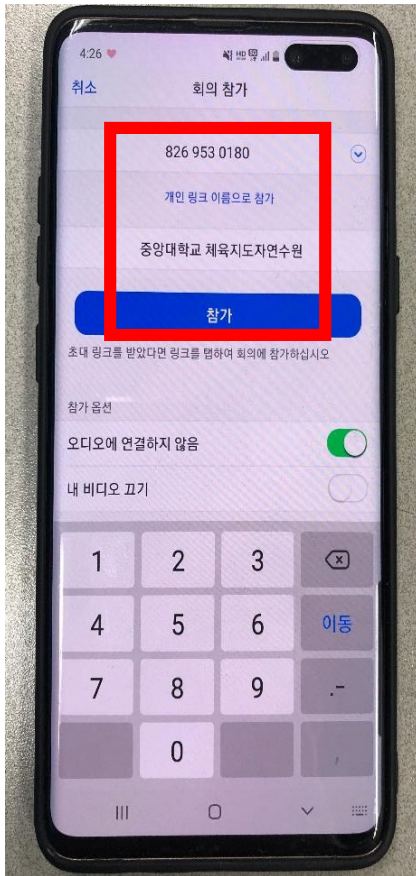 4:26
취소
회의 참가
826 953 0180
개인 링크 이름으로 참가
중앙대학교 체육지도자연수원
참가
초대 링크를 받았다면 링크를 탭하여 회의에 참가하십시오
참가 옵션
오디오에 연결하지 않음
내 비디오 끄기
1 2 3
4 5 6 이동
7 8 9 .-
0 ,